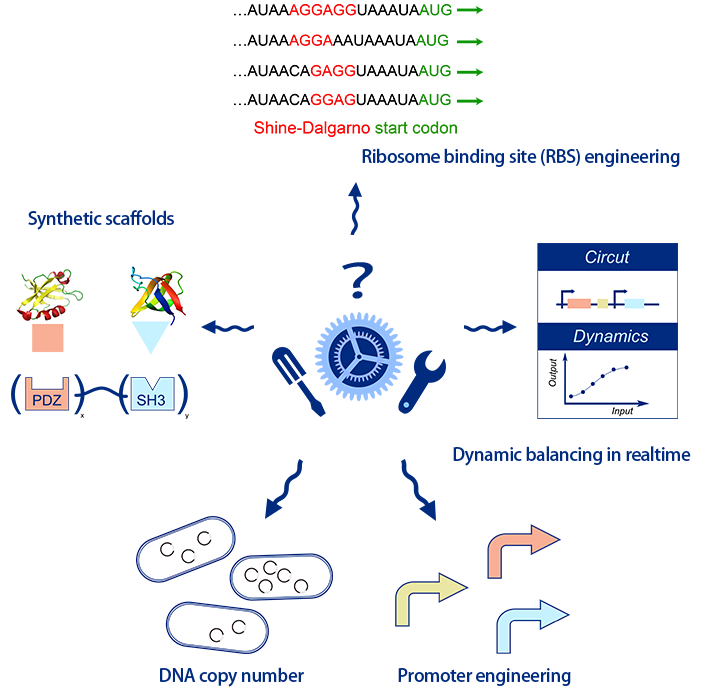 ...AUAAAGGAGGUAAAUAAUG
...AUAAAGGAAAUAAAUAAUG
...AUAACAGAGGUAAAUAAUG
...AUAACAGGAGUAAAUAAUG
Shine-Dalgarno start codon
Ribosome binding site (RBS) engineering
Synthetic scaffolds
?
Circut
Dynamics
Output
Input
(PDZ)x (SH3)y
Dynamic balancing in realtime
DNA copy number
Promoter engineering